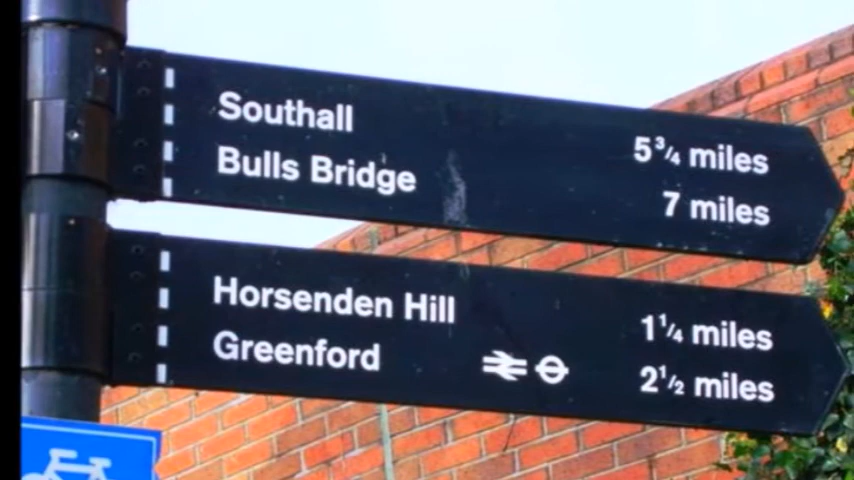 Southall 5¾ miles
Bulls Bridge 7 miles
Horsenden Hill 1¼ miles
Greenford 2½ miles